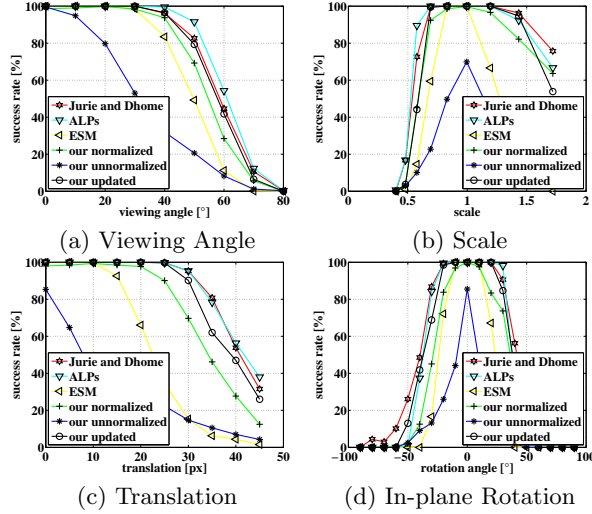 100
80
60
40
20
0
success rate [%]
Jurie and Dhome
ALPs
ESM
our normalized
our unnormalized
our updated
0 20 40 60 80
viewing angle [°]
(a) Viewing Angle
100
80
60
40
20
0
success rate [%]
Jurie and Dhome
ALPs
ESM
our normalized
our unnormalized
our updated
0 0.5 1 1.5 2
scale
(b) Scale
100
80
60
40
20
0
success rate [%]
Jurie and Dhome
ALPs
ESM
our normalized
our unnormalized
our updated
0 10 20 30 40 50
translation [px]
(c) Translation
100
80
60
40
20
0
success rate [%]
Jurie and Dhome
ALPs
ESM
our normalized
our unnormalized
our updated
−100 −50 0 50 100
rotation angle [°]
(d) In-plane Rotation